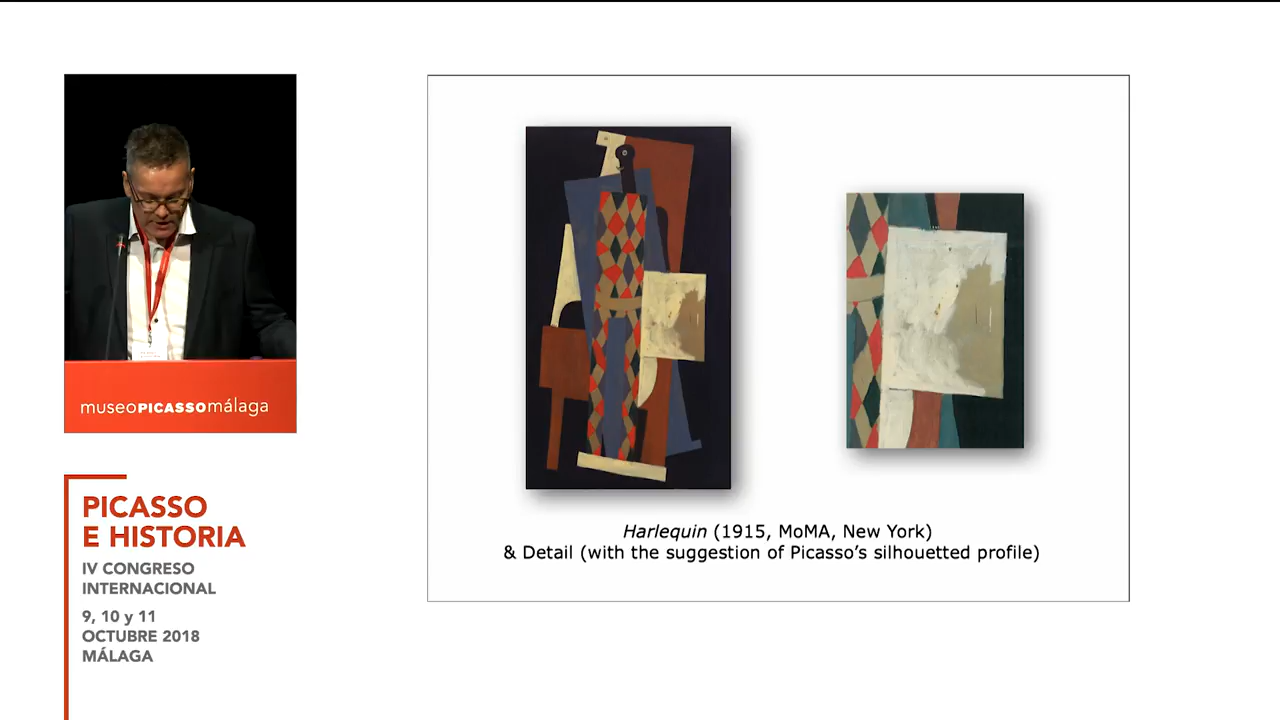 museoPICASSOmálaga
PICASSO
E HISTORIA
IV CONGRESO
INTERNACIONAL
9, 10 y 11
OCTUBRE 2018
MÁLAGA
Harlequin (1915, MoMA, New York)
& Detail (with the suggestion of Picasso’s silhouetted profile)